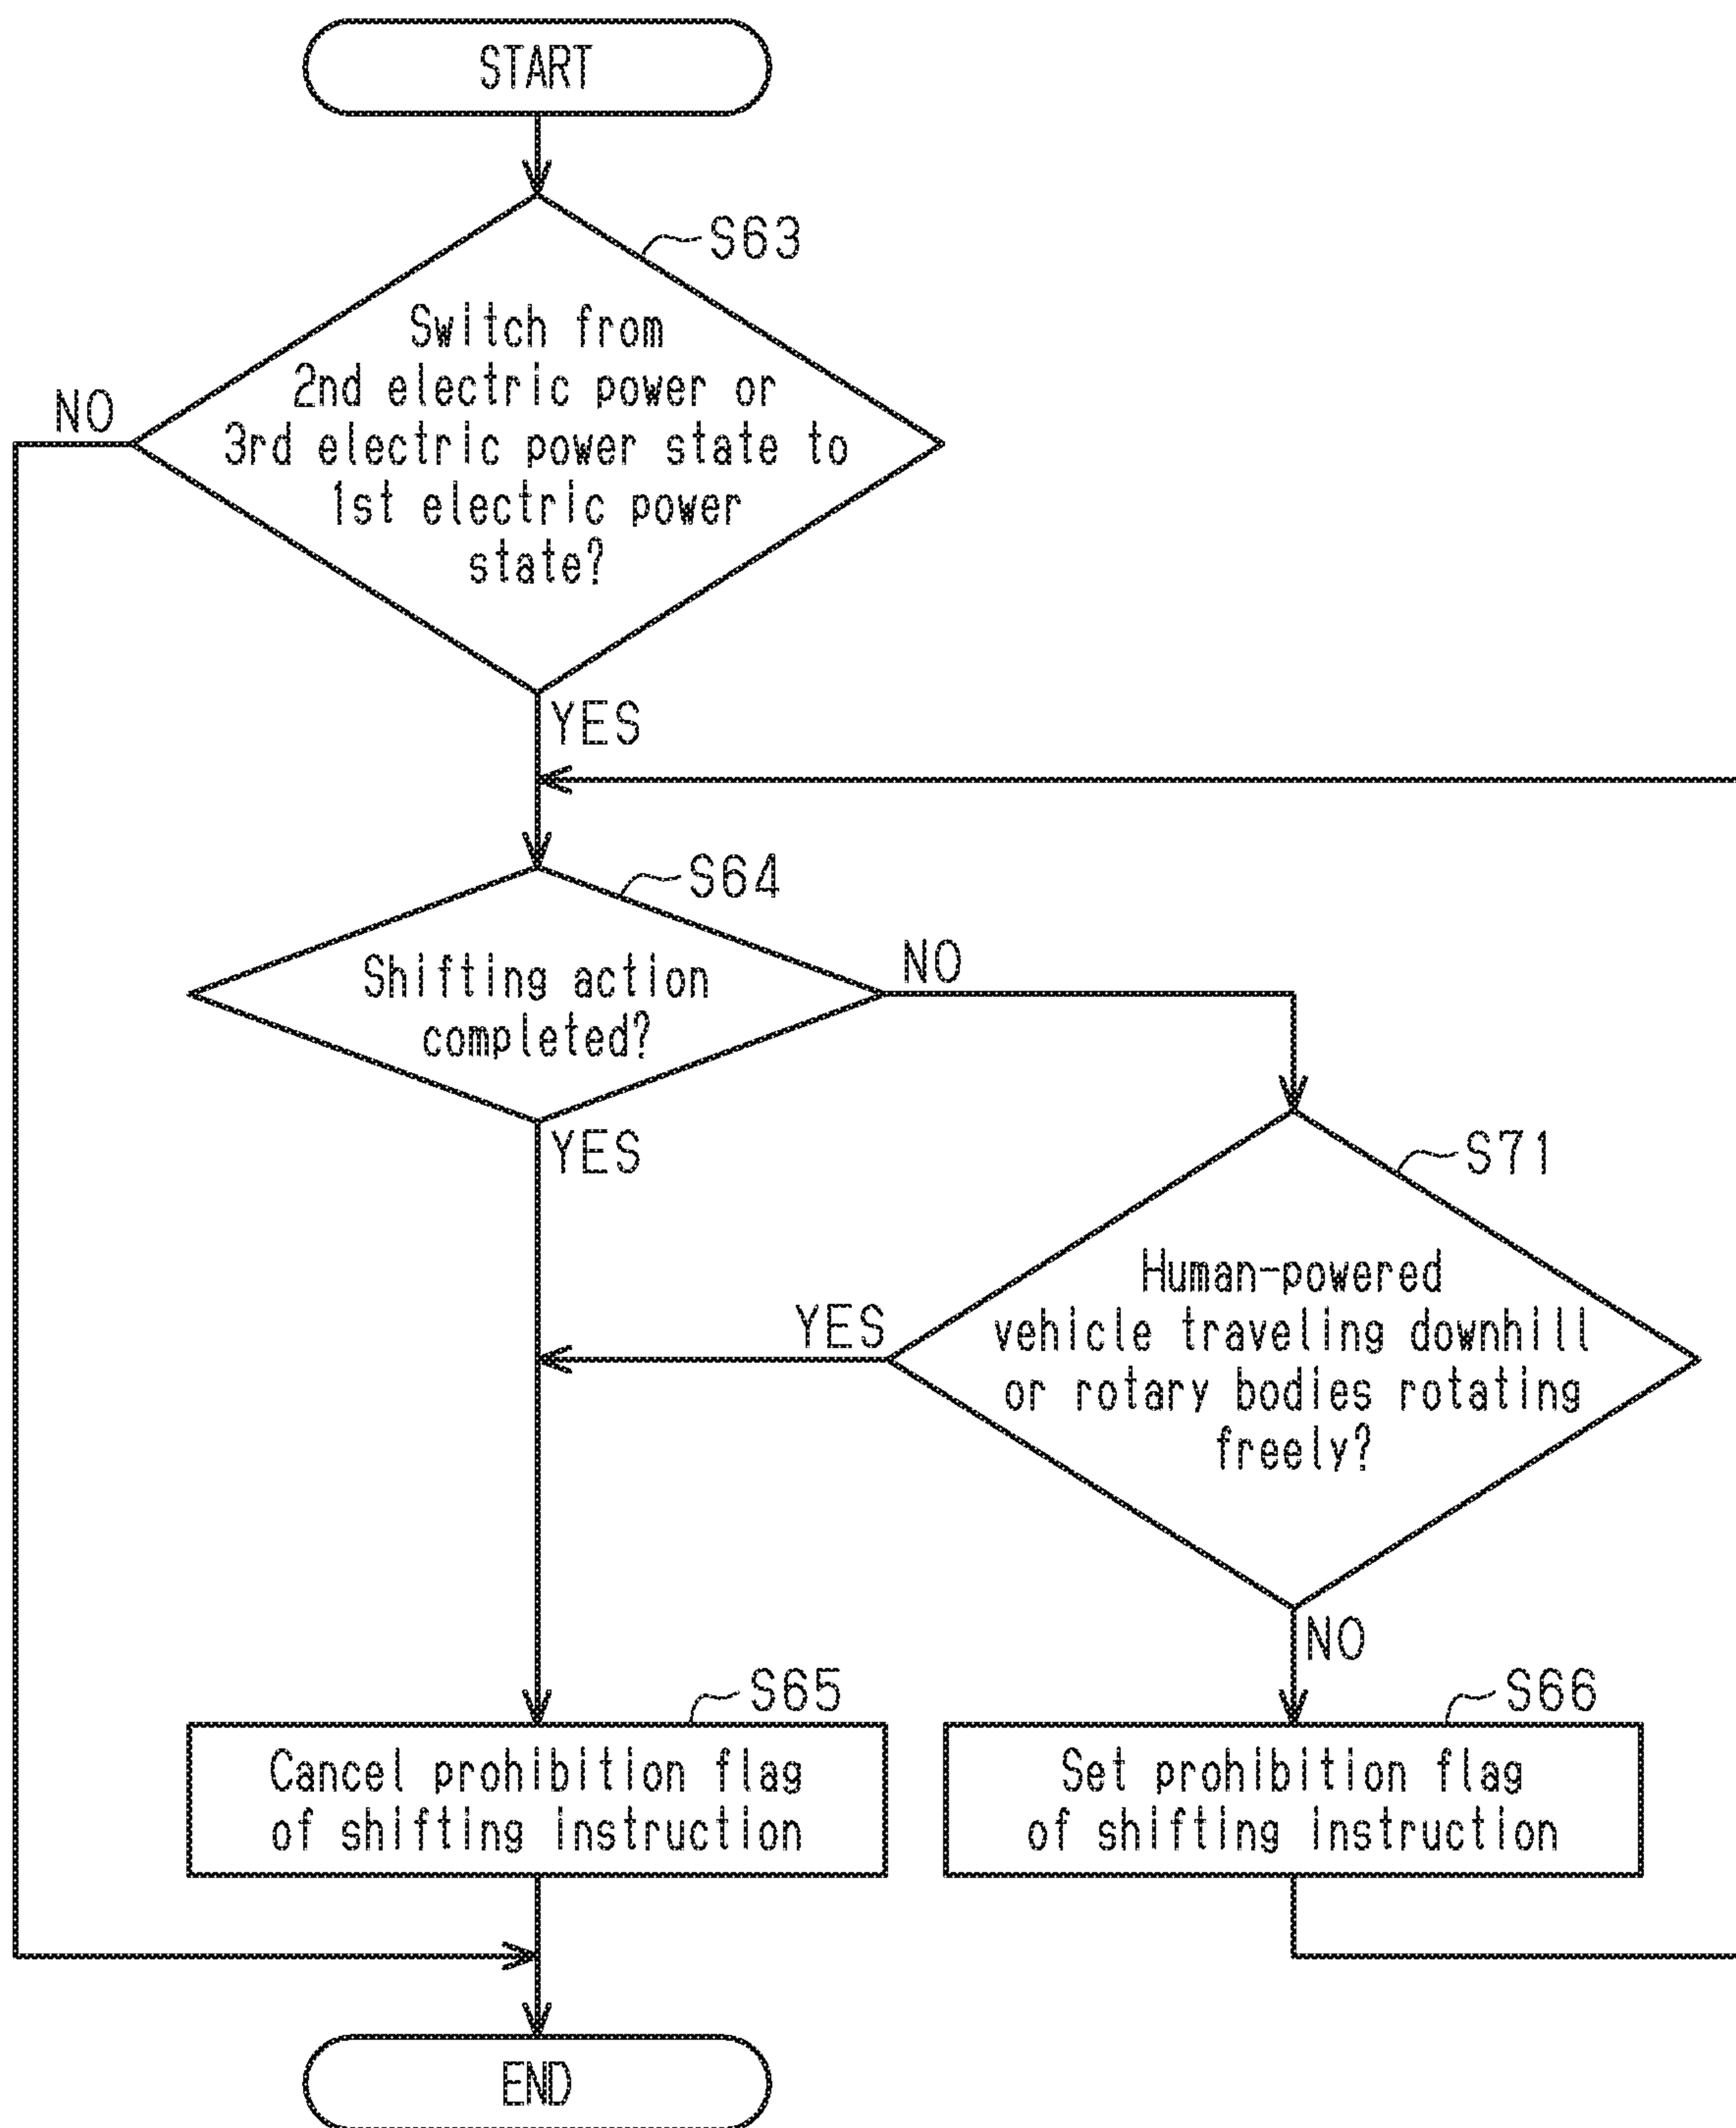 START
S63
Switch from
2nd electric power or
3rd electric power state to
1st electric power
state?
NO
YES
S64
Shifting action
completed?
NO
YES
S71
Human-powered
vehicle traveling downhill
or rotary bodies rotating
freely?
YES
NO
S65
Cancel prohibition flag
of shifting instruction
S66
Set prohibition flag
of shifting instruction
END